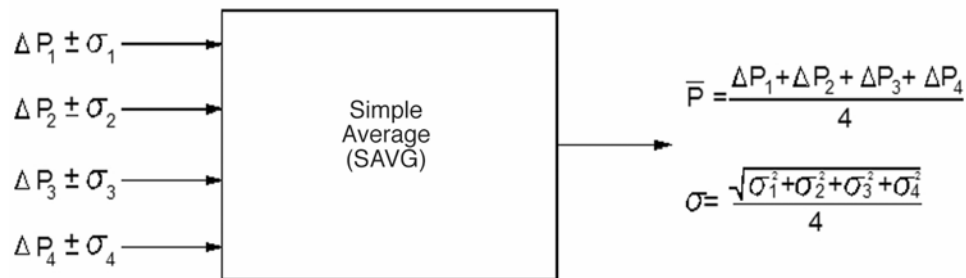 ΔP₁ ± σ₁
ΔP₂ ± σ₂
ΔP₃ ± σ₃
ΔP₄ ± σ₄
Simple
Average
(SAVG)
P̅ = (ΔP₁ + ΔP₂ + ΔP₃ + ΔP₄) / 4
σ = √(σ₁² + σ₂² + σ₃² + σ₄²) / 4